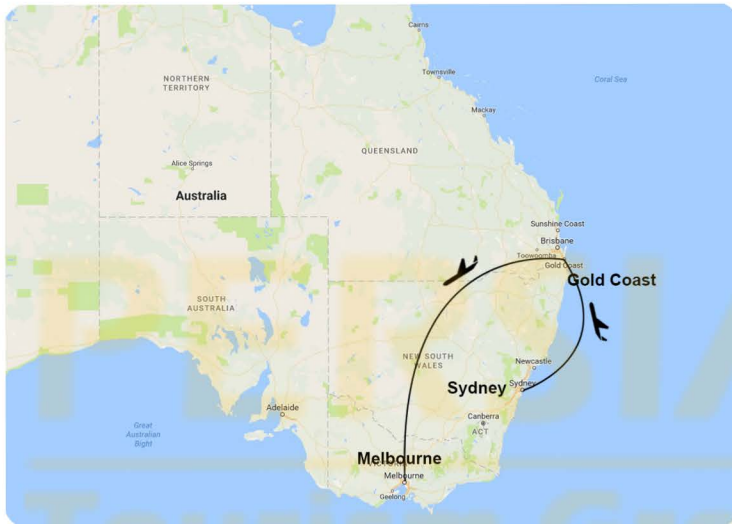 Cairns
Townsville
Coral Sea
NORTHERN
TERRITORY
Mackay
QUEENSLAND
Alice Springs
Australia
Sunshine Coast
Brisbane
Toowoomba
Gold Coast
Gold Coast
SOUTH
AUSTRALIA
NEW SOUTH
WALES
Newcastle
Sydney
Sydney
Adelaide
Canberra
ACT
Great
Australian
Bight
Melbourne
VICTORIA
Melbourne
Geelong